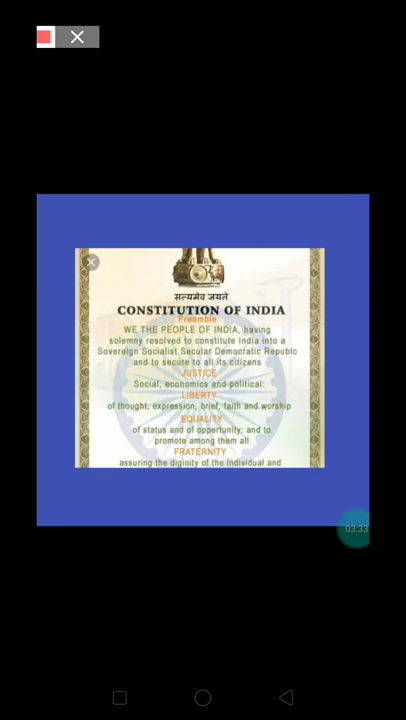 सत्यमेव जयते
CONSTITUTION OF INDIA
Preamble
WE THE PEOPLE OF INDIA, having
solemny resolved to constitute India into a
Sovereign Socialist Secular Democratic Republc
and to secure to all its citizens
JUSTICE
Social, economics and political:
LIBERTY
of thought, expression, brief, faith and worship
EQUALITY
of status and of opportunity; and to
promote among them all
FRATERNITY
assuring the diginity of the individual and
03:33